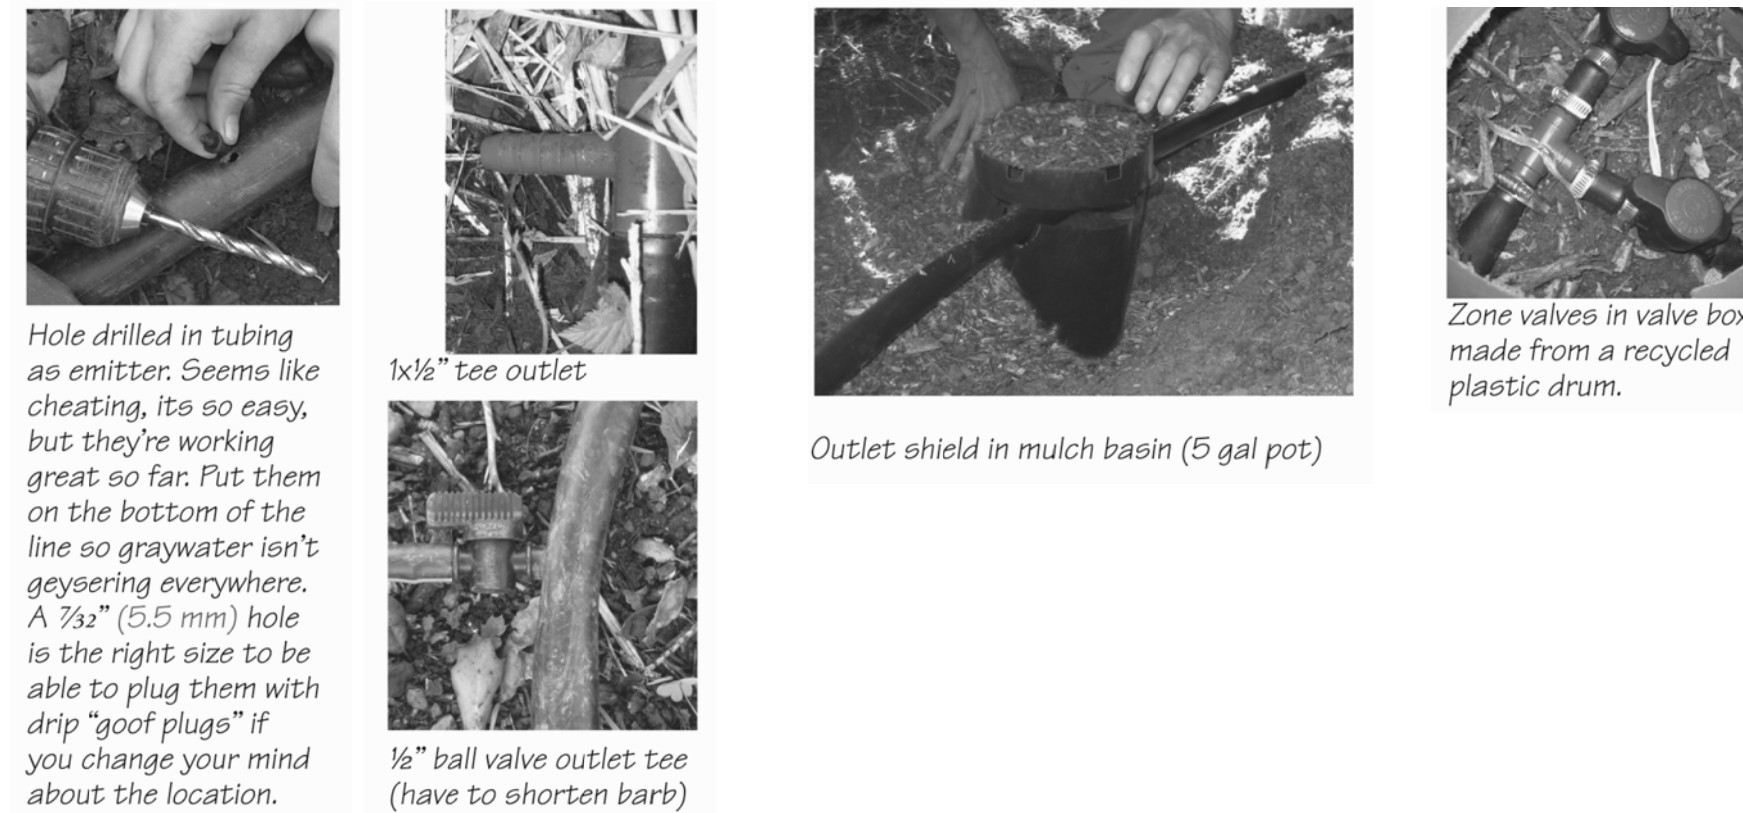 Hole drilled in tubing
as emitter. Seems like
cheating, its so easy,
but they're working
great so far. Put them
on the bottom of the
line so graywater isn't
geysering everywhere.
A 7/32" (5.5 mm) hole
is the right size to be
able to plug them with
drip “goof plugs” if
you change your mind
about the location.
1x½” tee outlet
½” ball valve outlet tee
(have to shorten barb)
Outlet shield in mulch basin (5 gal pot)
Zone valves in valve box
made from a recycled
plastic drum.